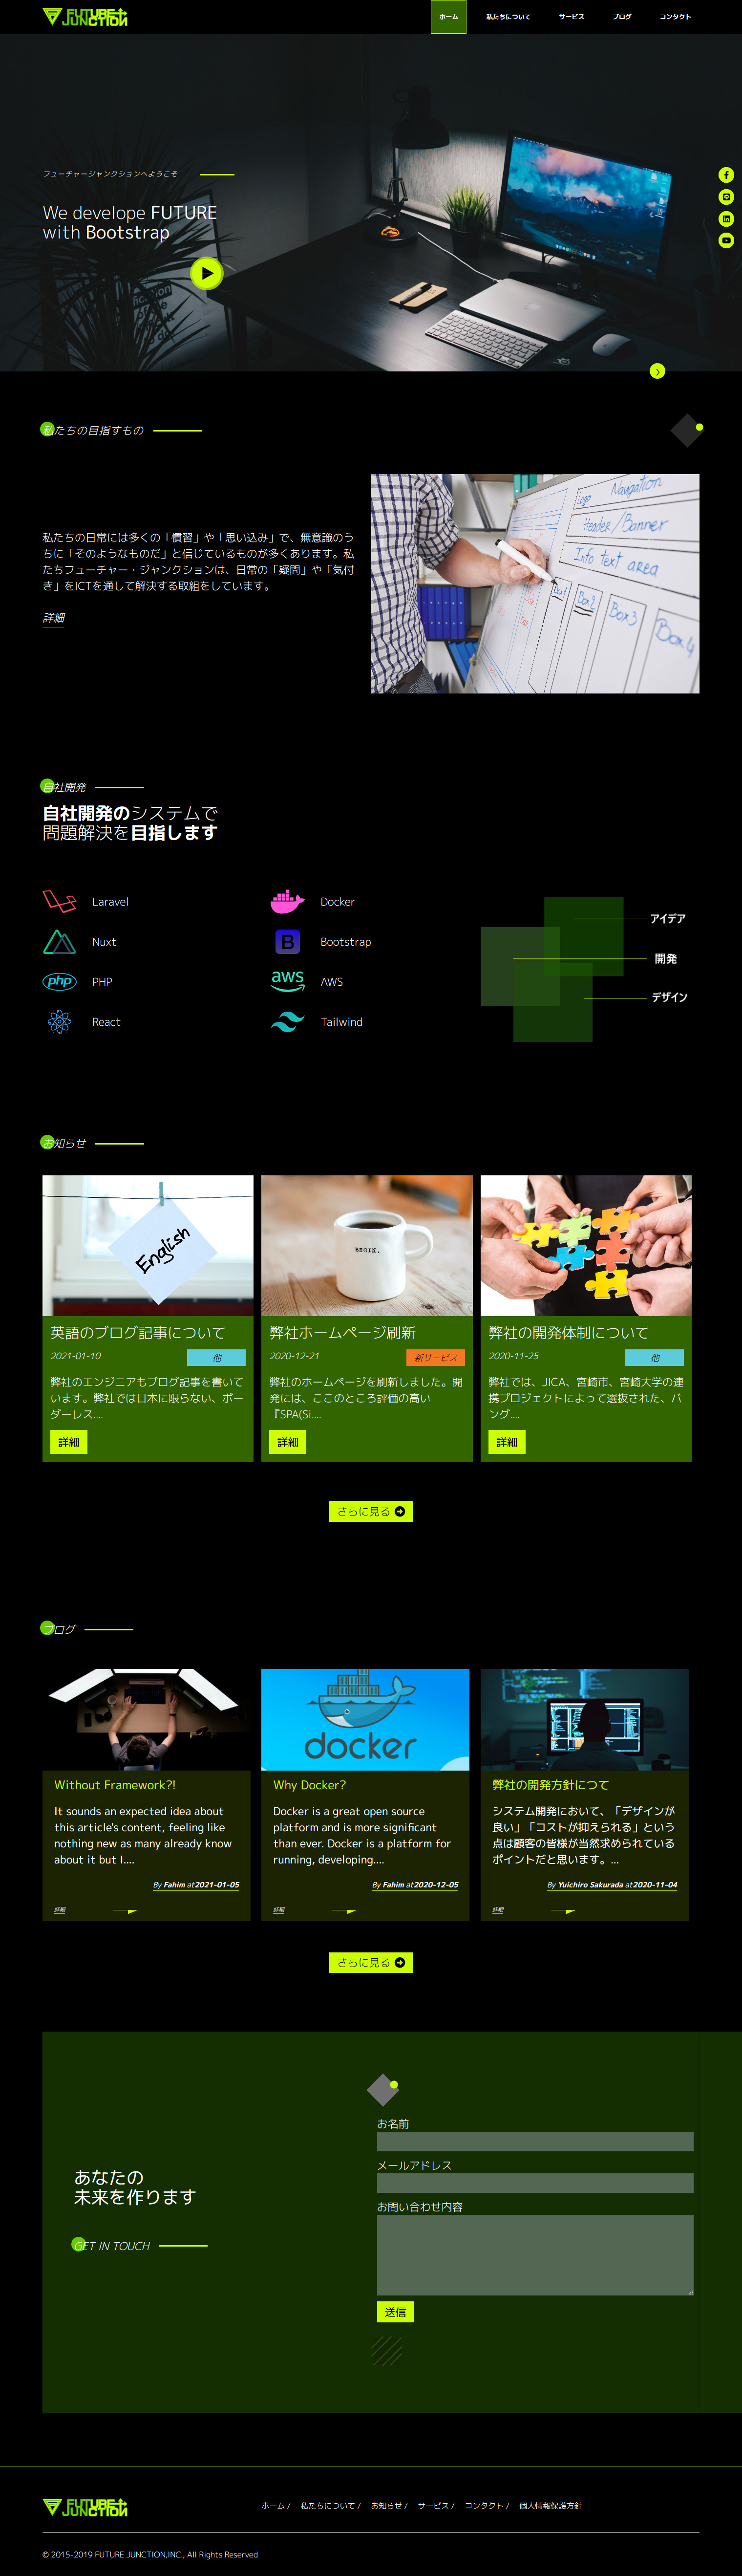 FUTURE JUNCTION
ホーム 私たちについて サービス ブログ コンタクト
フューチャージャンクションへようこそ
We develope FUTURE
with Bootstrap
私たちの目指すもの
私たちの日常には多くの「慣習」や「思い込み」で、無意識のう
ちに「そのようなものだ」と信じているものが多くあります。私
たちフューチャー・ジャンクションは、日常の「疑問」や「気付
き」をICTを通して解決する取組をしています。
詳細
Logo Navigation
Header/Banner
Info text area
Box1 Box2 Box3 Box4
自社開発
自社開発のシステムで
問題解決を目指します
Laravel
Docker
Nuxt
B Bootstrap
php PHP
aws AWS
React
Tailwind
アイデア
開発
デザイン
お知らせ
English
BEGIN.
英語のブログ記事について
2021-01-10 他
弊社のエンジニアもブログ記事を書いて
います。弊社では日本に限らない、ボー
ダーレス....
詳細
弊社ホームページ刷新
2020-12-21 新サービス
弊社のホームページを刷新しました。開
発には、ここのところ評価の高い
『SPA(Si....
詳細
弊社の開発体制について
2020-11-25 他
弊社では、JICA、宮崎市、宮崎大学の連
携プロジェクトによって選抜された、バ
ング....
詳細
さらに見る
ブログ
docker
Without Framework?!
It sounds an expected idea about
this article's content, feeling like
nothing new as many already know
about it but I....
By Fahim at2021-01-05
詳細
Why Docker?
Docker is a great open source
platform and is more significant
than ever. Docker is a platform for
running, developing....
By Fahim at2020-12-05
詳細
弊社の開発方針につて
システム開発において、「デザインが
良い」「コストが抑えられる」という
点は顧客の皆様が当然求められている
ポイントだと思います。...
By Yuichiro Sakurada at2020-11-04
詳細
さらに見る
あなたの
未来を作ります
GET IN TOUCH
お名前
メールアドレス
お問い合わせ内容
送信
FUTURE JUNCTION
ホーム / 私たちについて / お知らせ / サービス / コンタクト / 個人情報保護方針
© 2015-2019 FUTURE JUNCTION,INC., All Rights Reserved